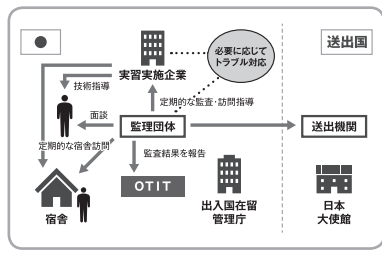 送出国
必要に応じて
トラブル対応
実習実施企業
技術指導
定期的な監査・訪問指導
面談
監理団体
送出機関
定期的な宿舎訪問
監査結果を報告
OTIT
宿舎
出入国在留
管理庁
日本
大使館